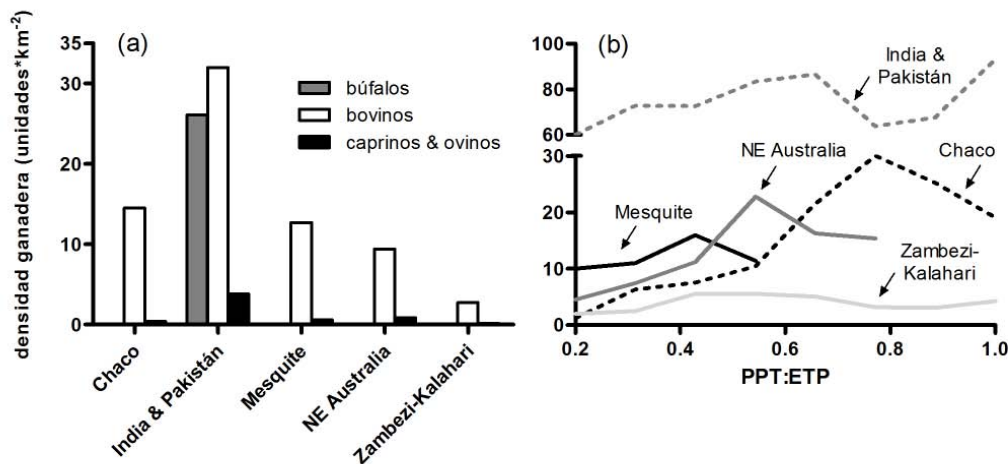 (a)
densidad ganadera (unidades*km⁻²)
35
30
20
10
0
búfalos
bovinos
caprinos & ovinos
Chaco
India & Pakistán
Mesquite
NE Australia
Zambezi-Kalahari
(b)
100
80
60
30
20
10
0
India &
Pakistán
NE Australia
Chaco
Mesquite
Zambezi-
Kalahari
0.2
0.4
0.6
0.8
1.0
PPT:ETP